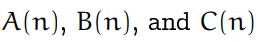 A(n), B(n), and C(n)